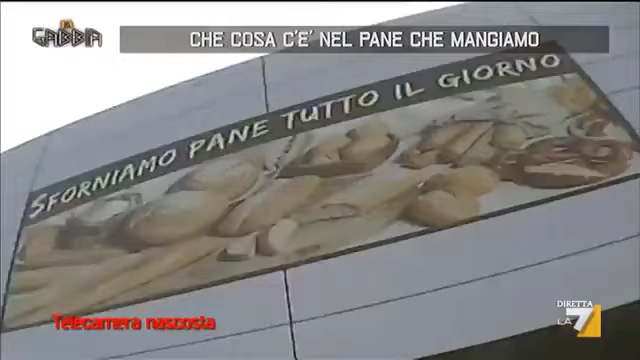 LA GABBIA
CHE COSA C'E' NEL PANE CHE MANGIAMO
SFORNIAMO PANE TUTTO IL GIORNO
Telecamera nascosta
DIRETTA
LA7